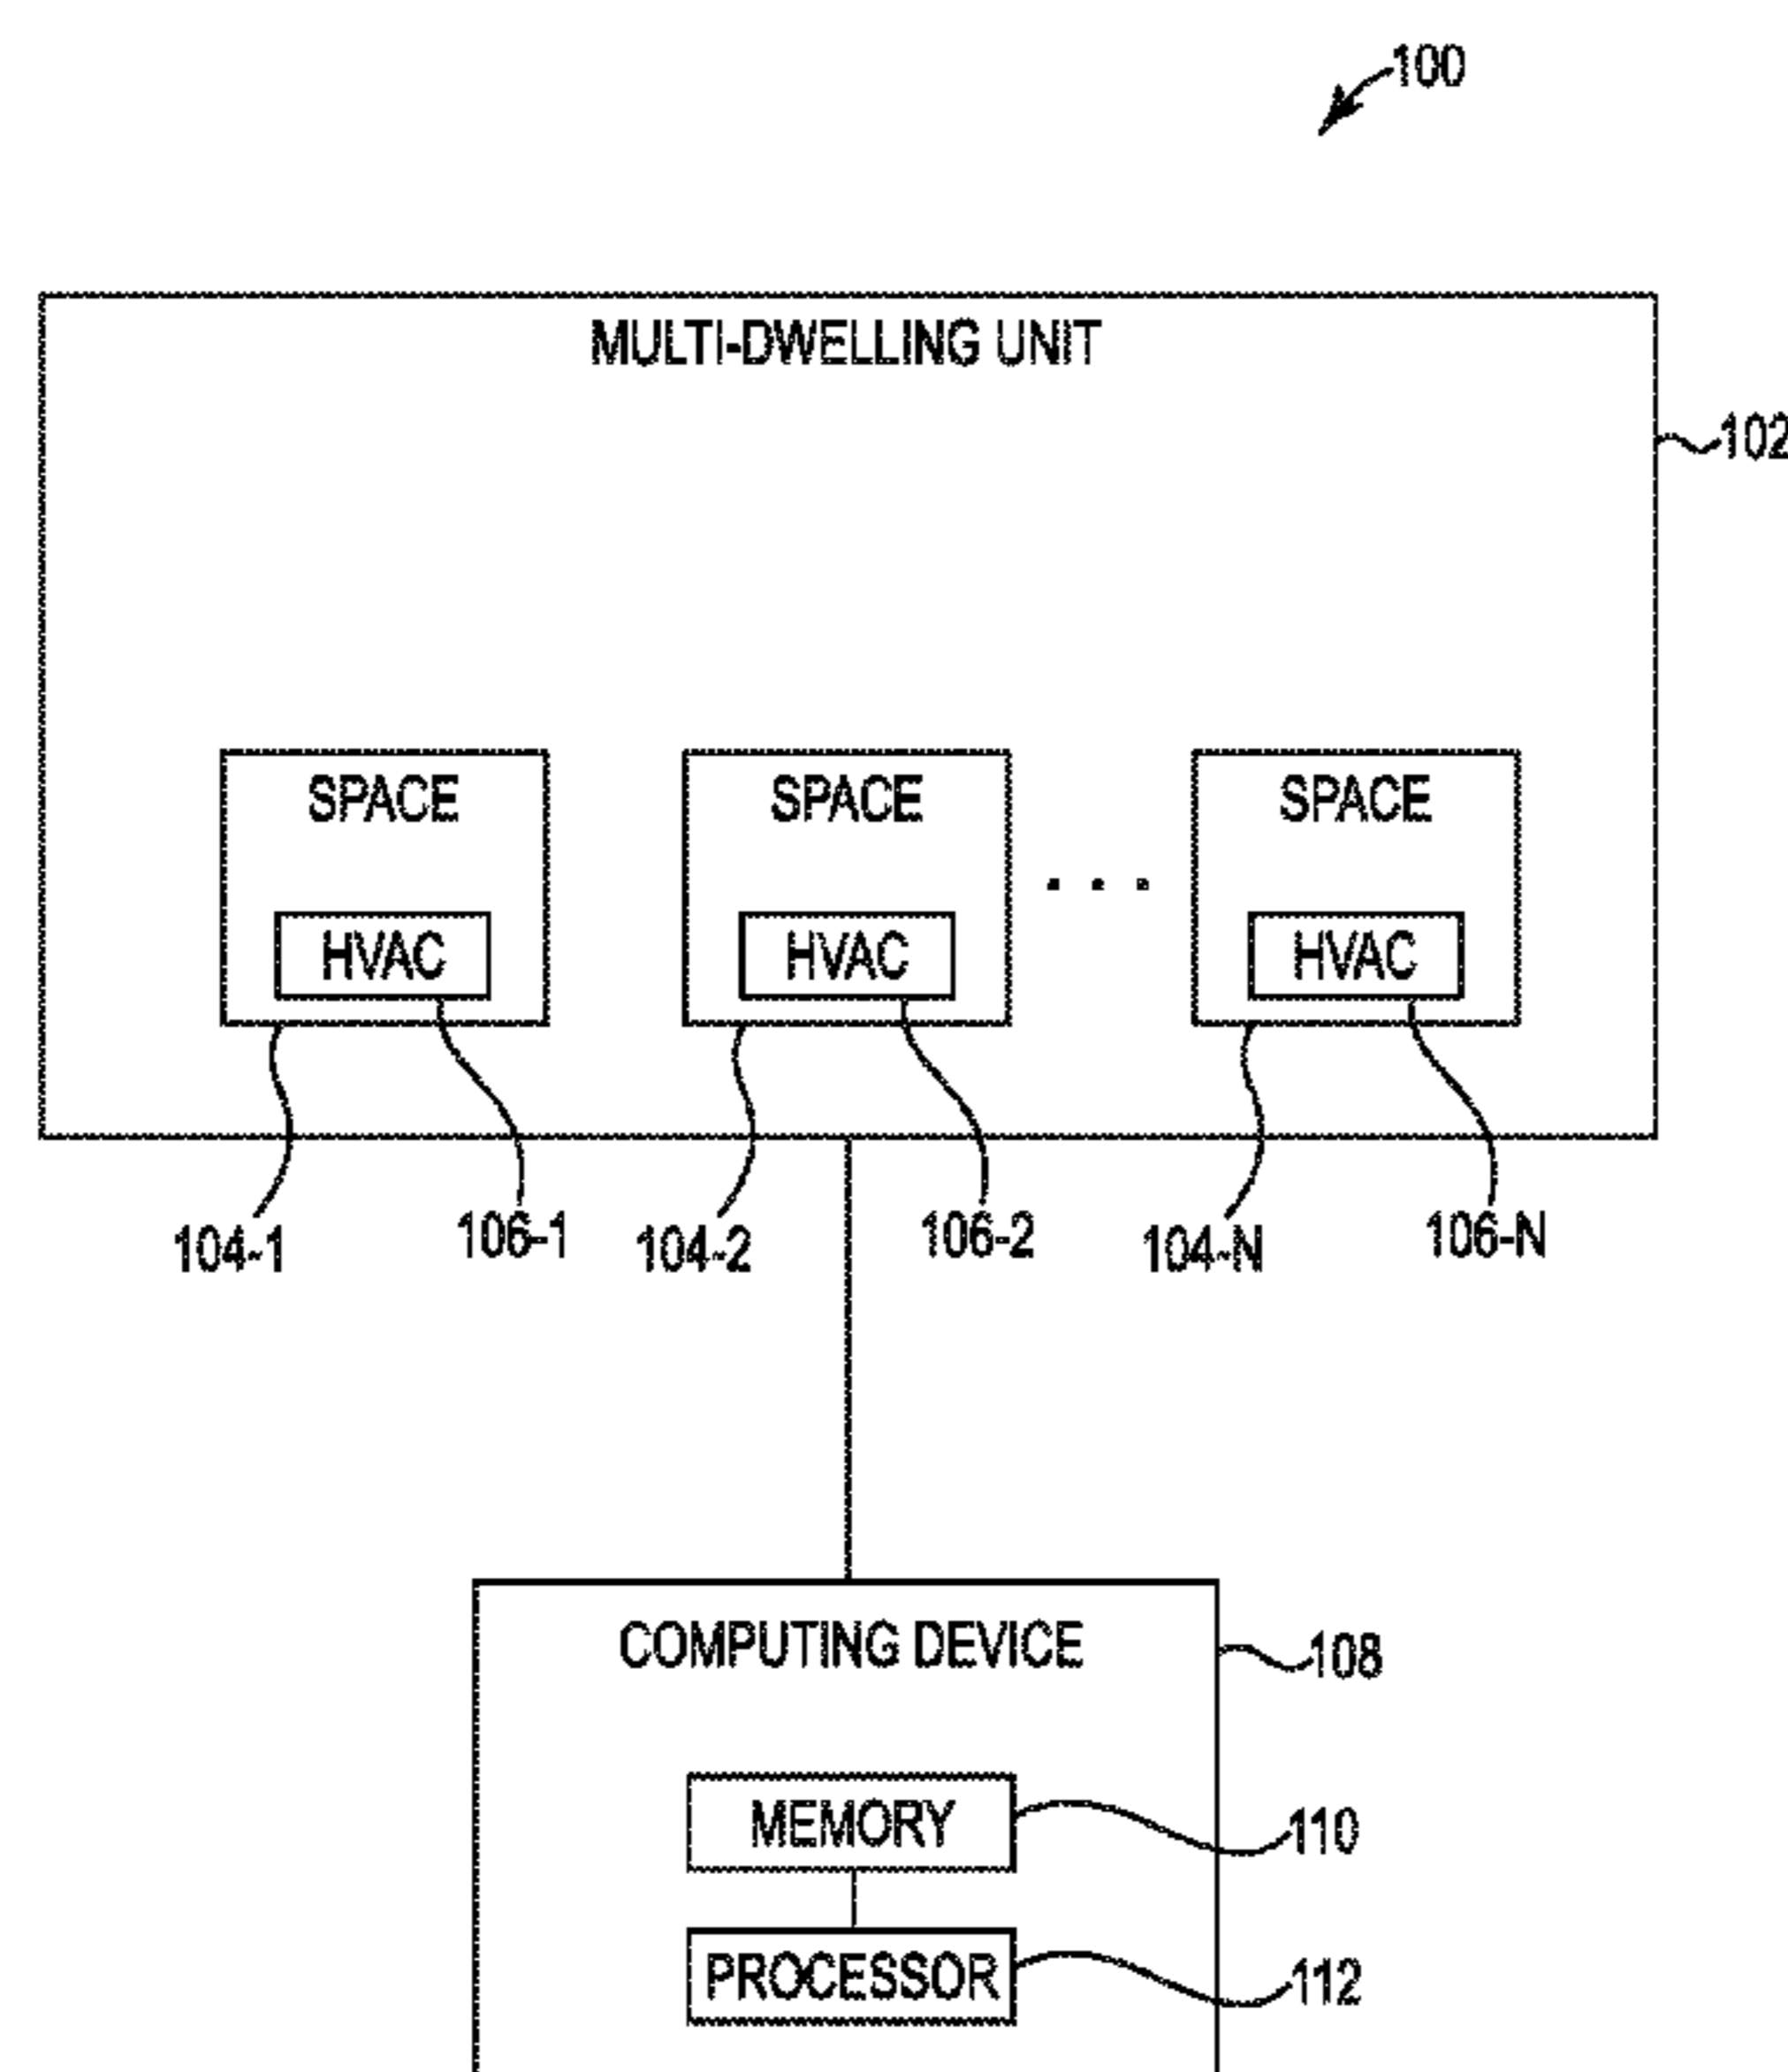 100
MULTI-DWELLING UNIT
102
SPACE SPACE SPACE
. . .
HVAC HVAC HVAC
104-1 106-1 104-2 106-2 104-N 106-N
COMPUTING DEVICE
108
MEMORY
110
PROCESSOR
112